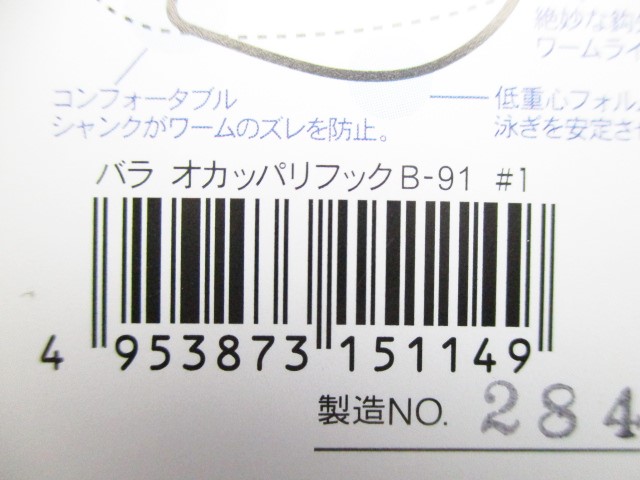 絶妙な鈎
ワームライ
コンフォータブル
シャンクがワームのズレを防止。
低重心フォル
泳ぎを安定さ
バラ オカッパリフックB-91 #1
4 953873 151149
製造NO. 284